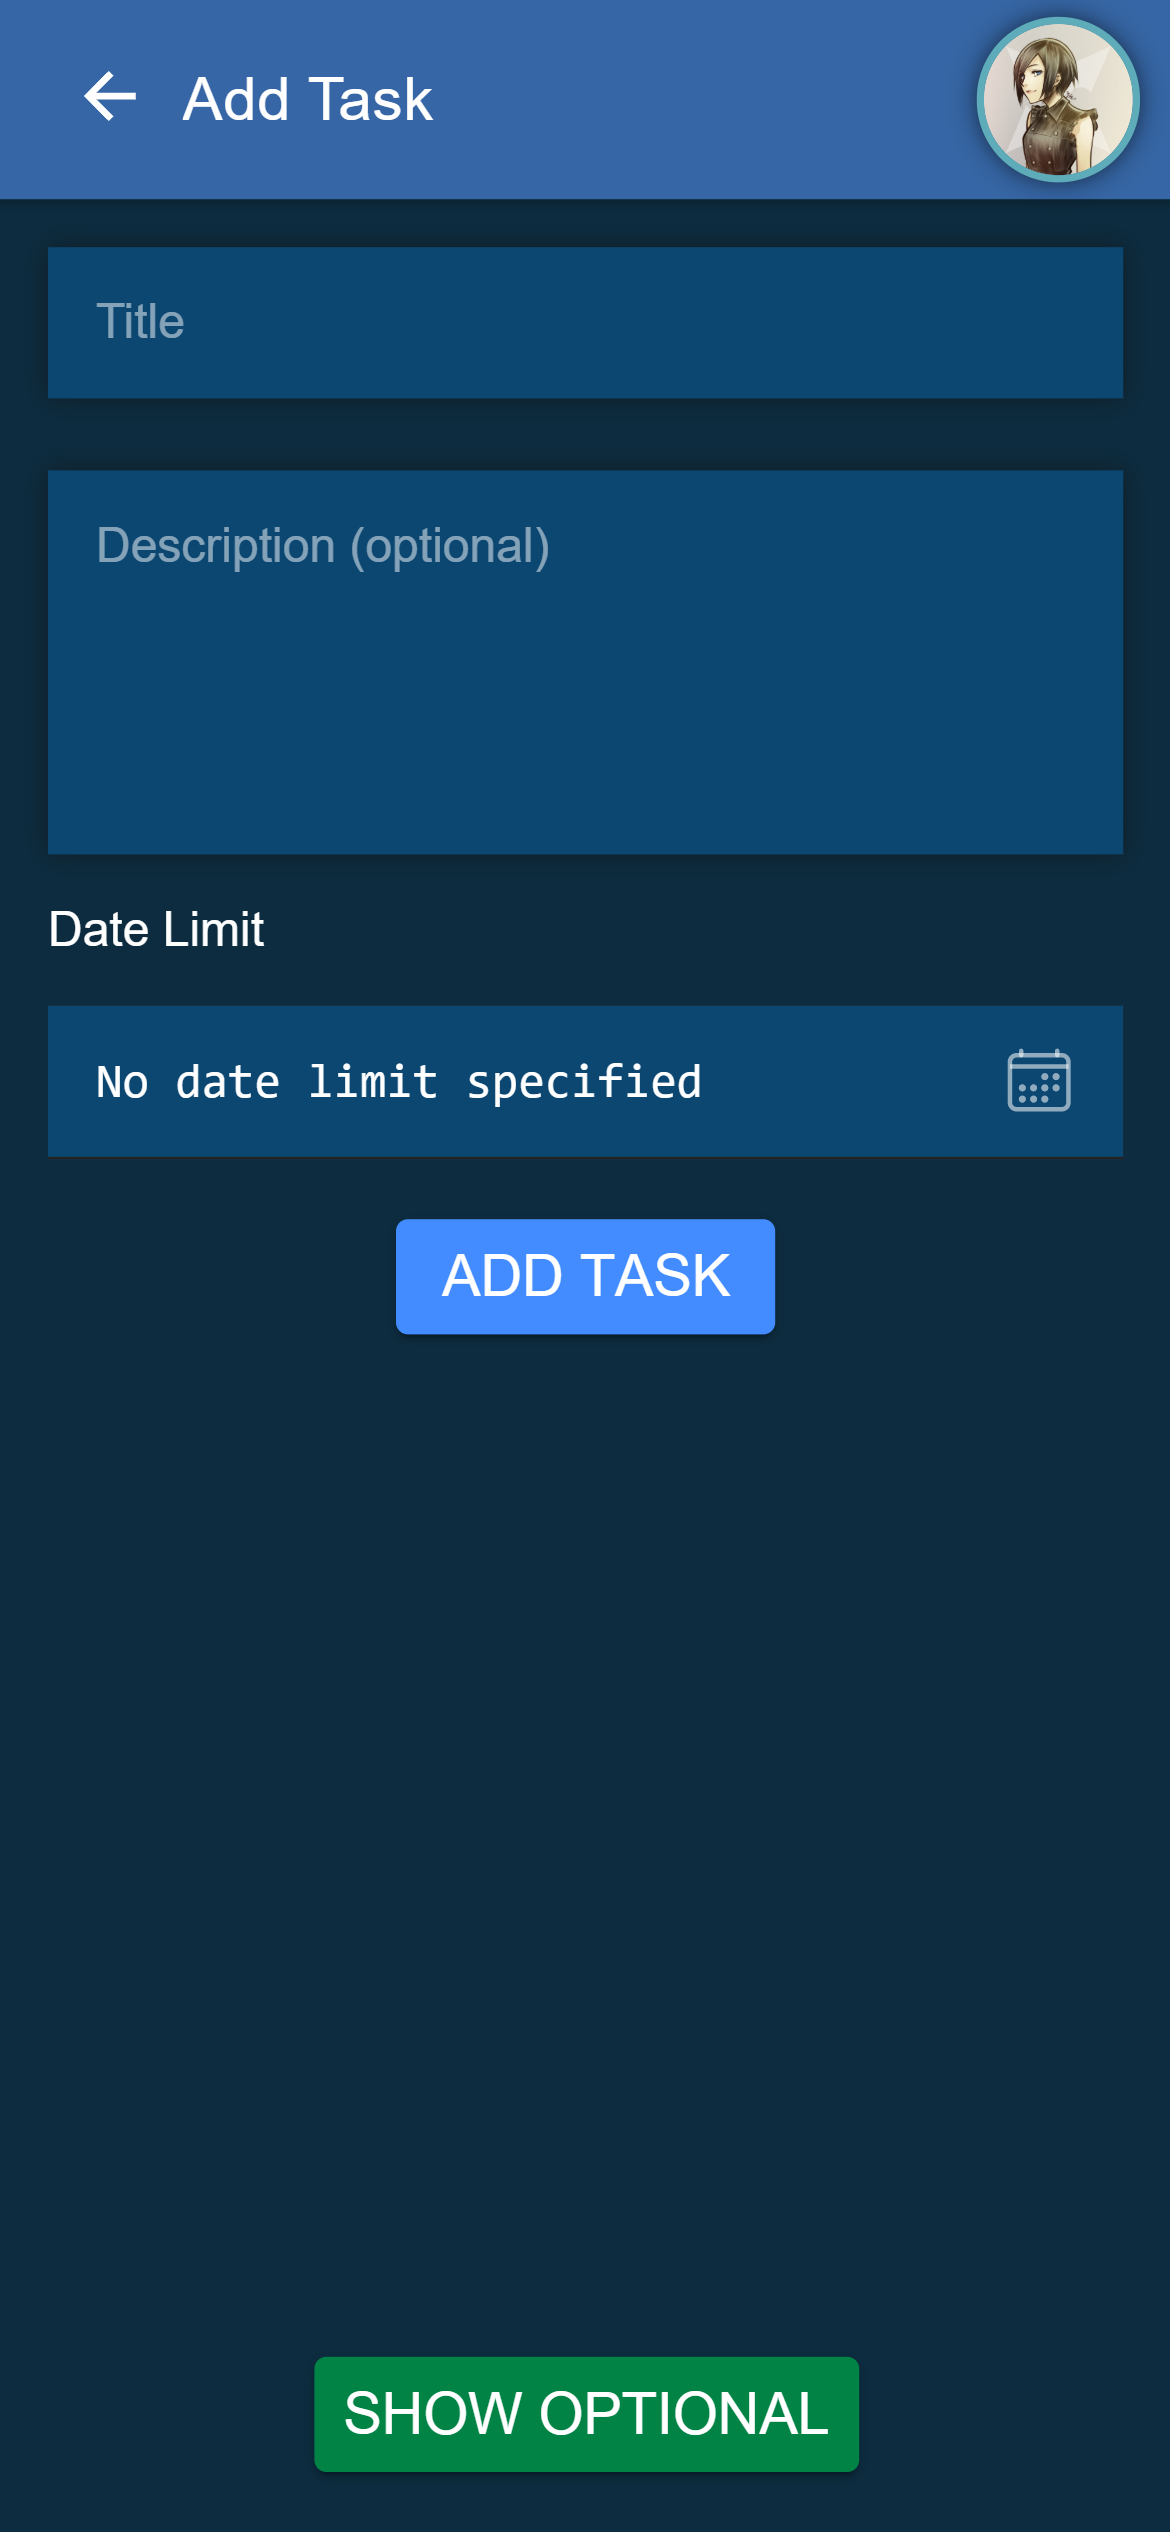 Add Task
Title
Description (optional)
Date Limit
No date limit specified
ADD TASK
SHOW OPTIONAL